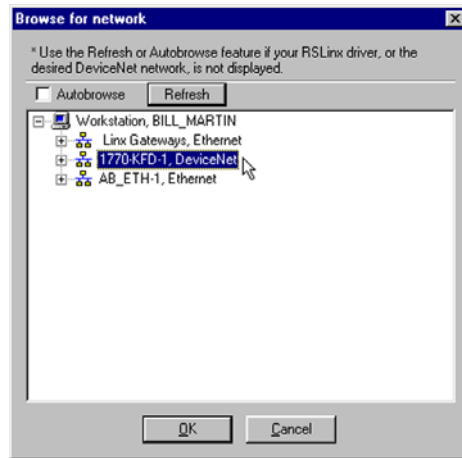 Browse for network
* Use the Refresh or Autobrowse feature if your RSLinx driver, or the
desired DeviceNet network, is not displayed.
Autobrowse Refresh
Workstation, BILL_MARTIN
Linx Gateways, Ethernet
1770-KFD-1, DeviceNet
AB_ETH-1, Ethernet
OK Cancel